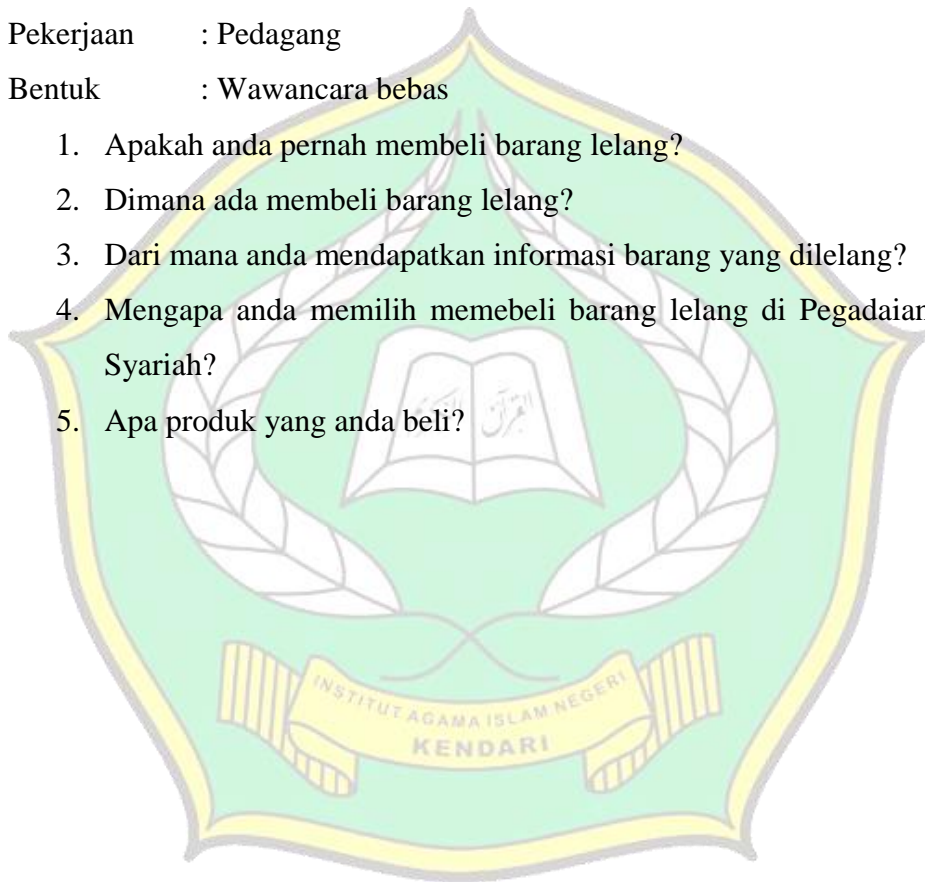 Pekerjaan : Pedagang
Bentuk : Wawancara bebas
1. Apakah anda pernah membeli barang lelang?
2. Dimana ada membeli barang lelang?
3. Dari mana anda mendapatkan informasi barang yang dilelang?
4. Mengapa anda memilih memebeli barang lelang di Pegadaian
Syariah?
القرآن الكريم
5. Apa produk yang anda beli?
INSTITUT AGAMA ISLAM NEGERI
KENDARI